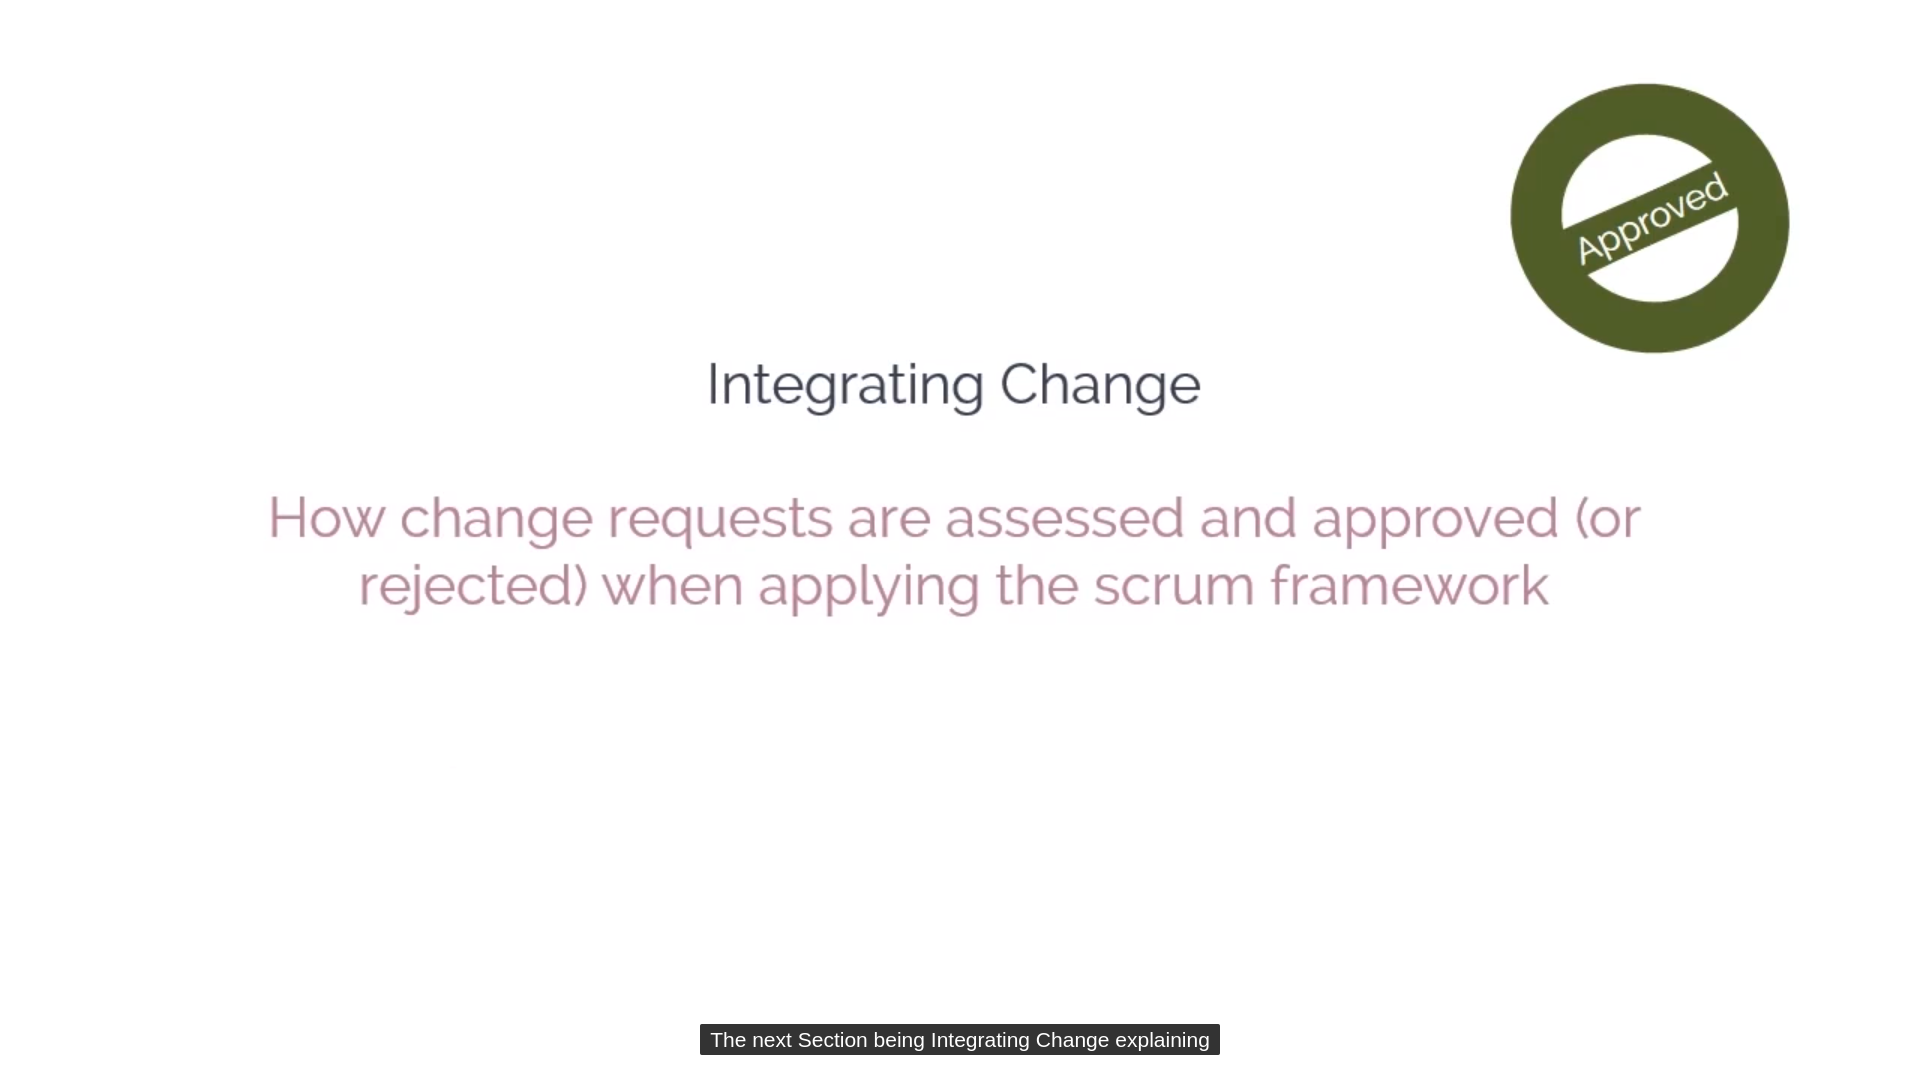 Approved
Integrating Change
How change requests are assessed and approved (or
rejected) when applying the scrum framework
The next Section being Integrating Change explaining